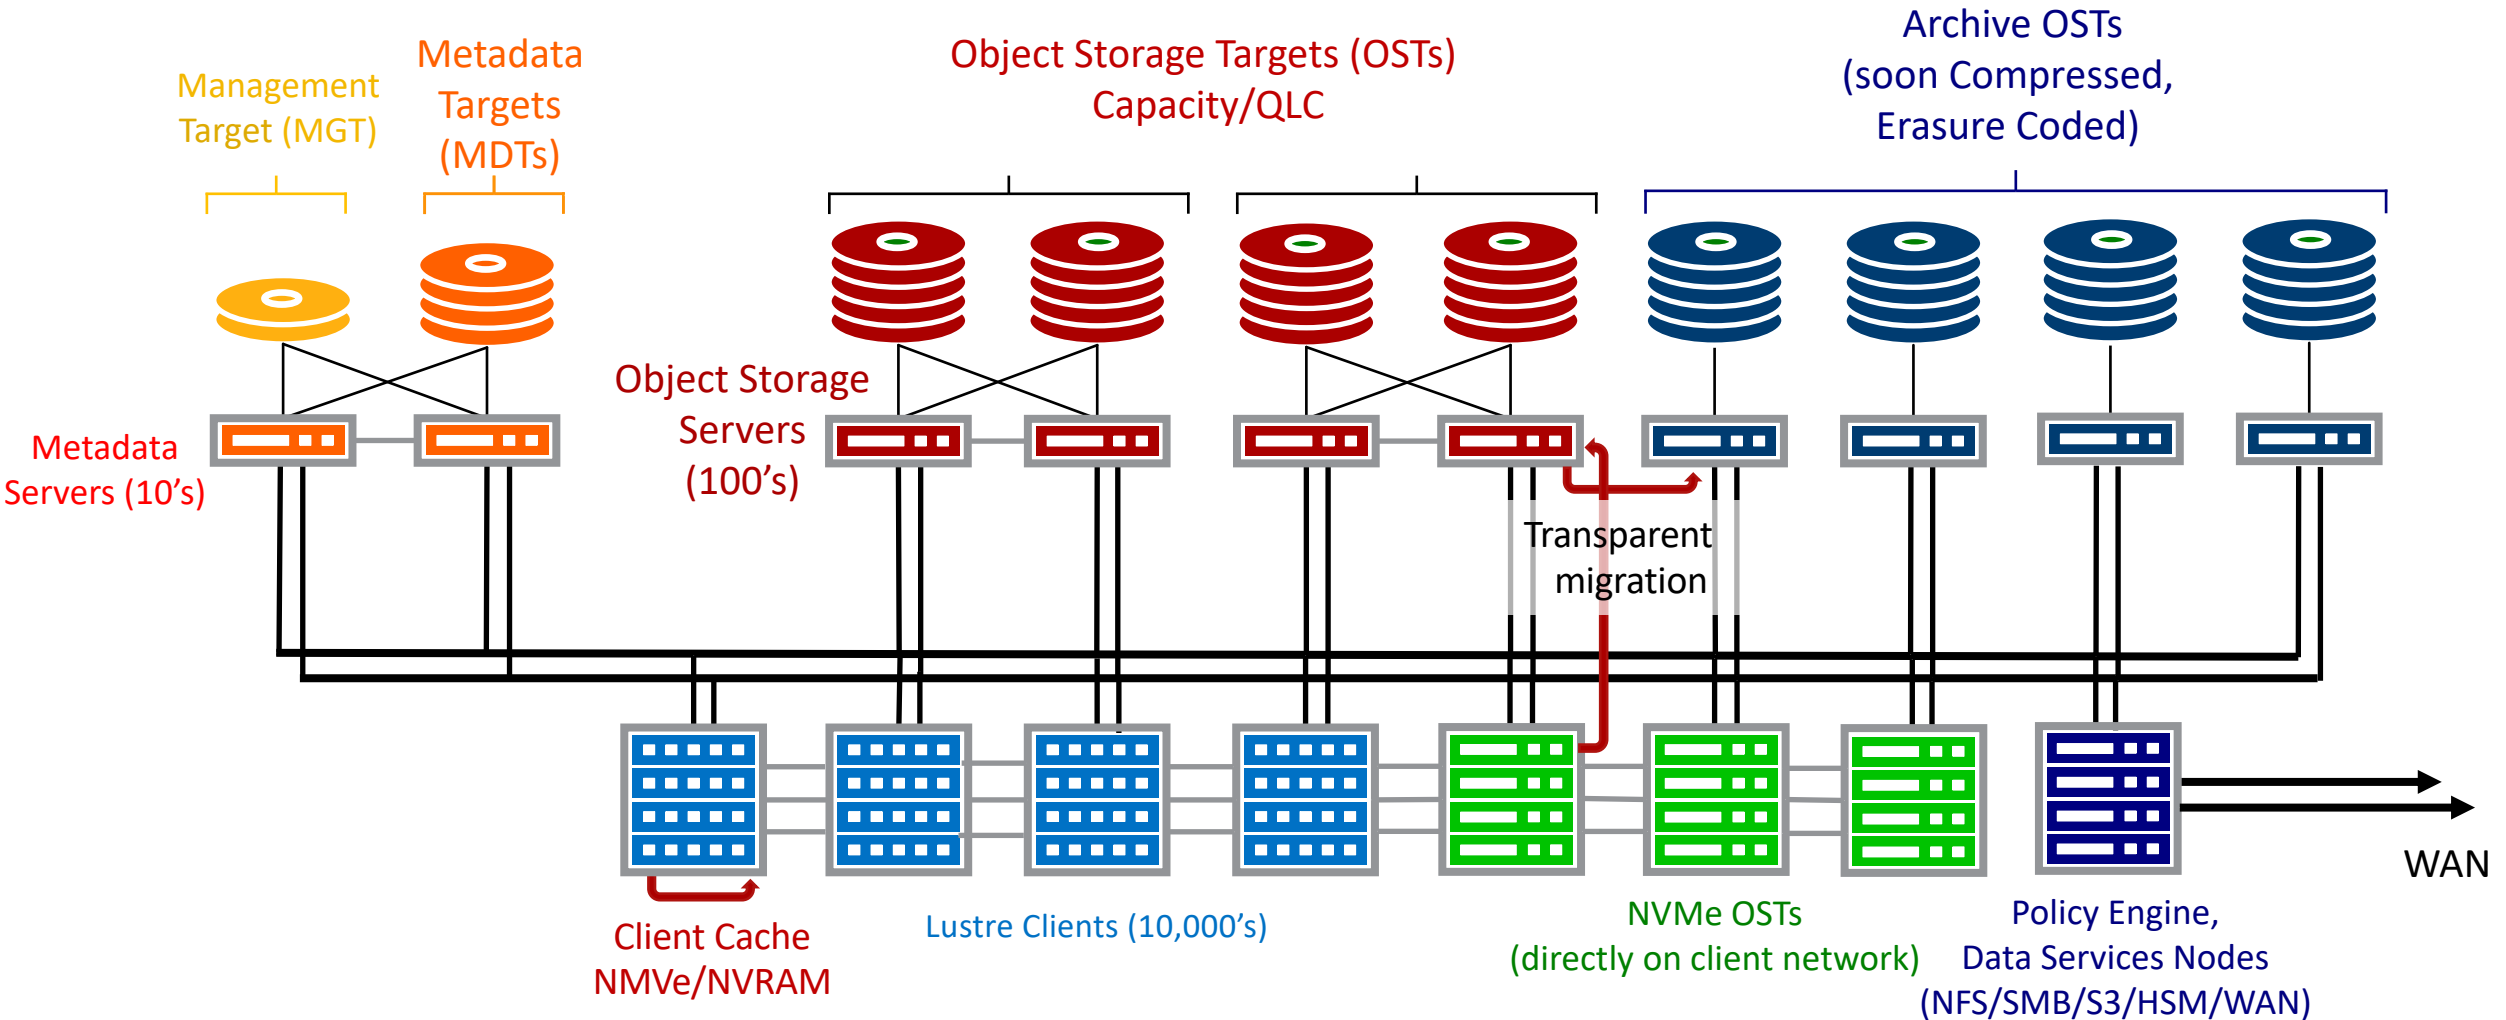 Management
Target (MGT)
Metadata
Targets
(MDTs)
Object Storage Targets (OSTs)
Capacity/QLC
Archive OSTs
(soon Compressed,
Erasure Coded)
Metadata
Servers (10’s)
Object Storage
Servers
(100’s)
Transparent
migration
Client Cache
NMVe/NVRAM
Lustre Clients (10,000’s)
NVMe OSTs
(directly on client network)
Policy Engine,
Data Services Nodes
(NFS/SMB/S3/HSM/WAN)
WAN